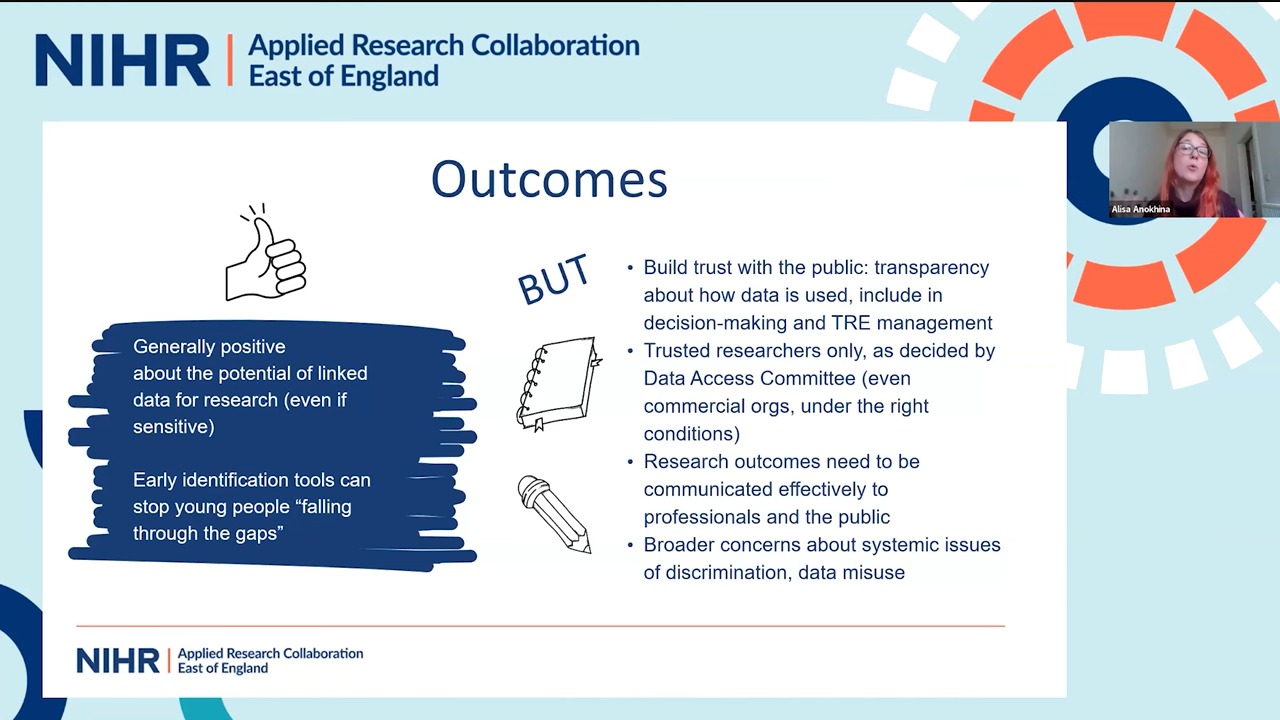 NIHR | Applied Research Collaboration
East of England
Outcomes
Alisa Anokhina
Generally positive
about the potential of linked
data for research (even if
sensitive)
Early identification tools can
stop young people “falling
through the gaps”
BUT
• Build trust with the public: transparency
about how data is used, include in
decision-making and TRE management
• Trusted researchers only, as decided by
Data Access Committee (even
commercial orgs, under the right
conditions)
• Research outcomes need to be
communicated effectively to
professionals and the public
• Broader concerns about systemic issues
of discrimination, data misuse
NIHR | Applied Research Collaboration
East of England